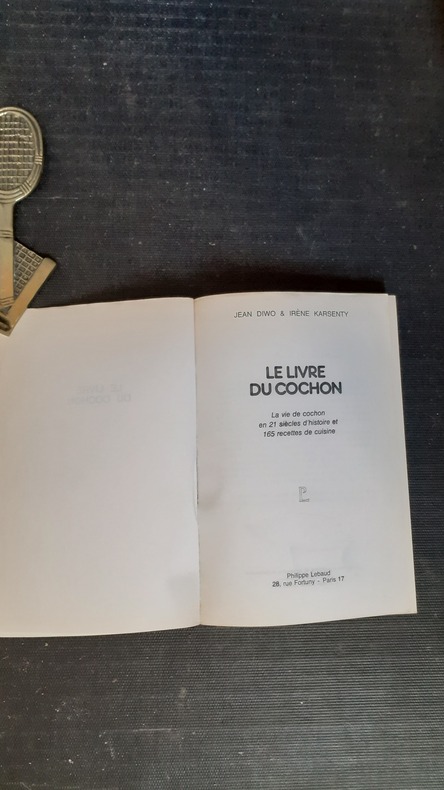 JEAN DIWO & IRÈNE KARSENTY
LE LIVRE
DU COCHON
La vie de cochon
en 21 siècles d'histoire et
165 recettes de cuisine
Philippe Lebaud
28, rue Fortuny - Paris 17